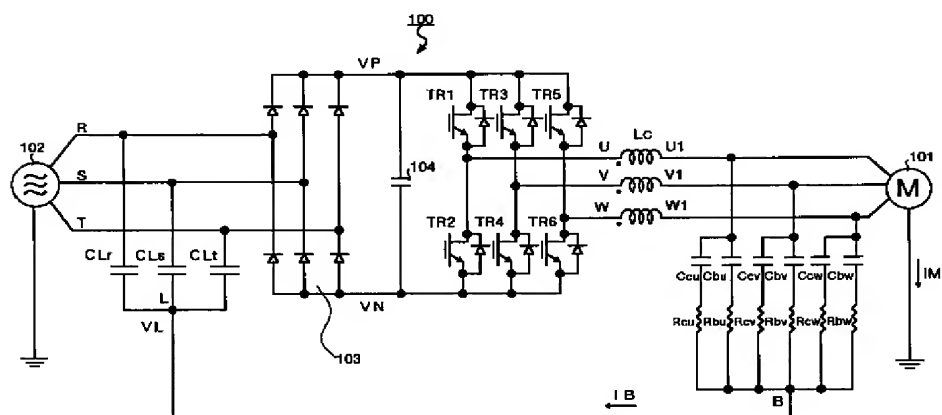 100
VP
TR1 TR3 TR5
R
102
S
T
104
Lc
U U1
V V1
W W1
101
M
TR2 TR4 TR6
CLr CLs CLt
L
VL
VN
103
Ccu Cbu Ccv Cbv Ccw Cbw
IM
Rcu Rbu Rcv Rbv Rcw Rbw
IB
B